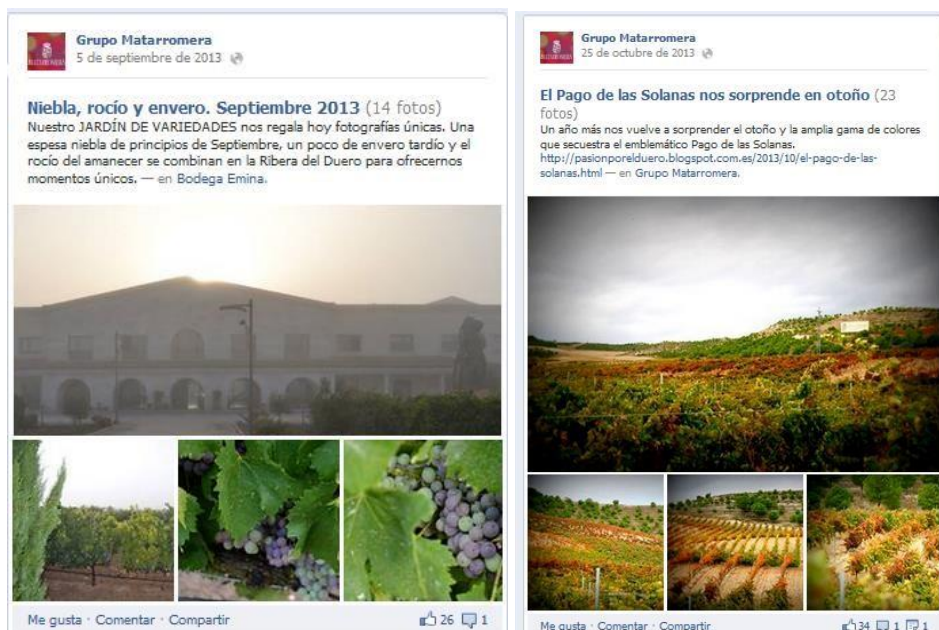 Grupo Matarromera
5 de septiembre de 2013
Niebla, rocío y envero. Septiembre 2013 (14 fotos)
Nuestro JARDÍN DE VARIEDADES nos regala hoy fotografías únicas. Una
espesa niebla de principios de Septiembre, un poco de envero tardío y el
rocío del amanecer se combinan en la Ribera del Duero para ofrecernos
momentos únicos. — en Bodega Emina.
Me gusta · Comentar · Compartir
26 1
Grupo Matarromera
25 de octubre de 2013
El Pago de las Solanas nos sorprende en otoño (23
fotos)
Un año más nos vuelve a sorprender el otoño y la amplia gama de colores
que secuestra el emblemático Pago de las Solanas.
http://pasionporelduero.blogspot.com.es/2013/10/el-pago-de-las-
solanas.html — en Grupo Matarromera.
Me gusta · Comentar · Compartir
34 1 1